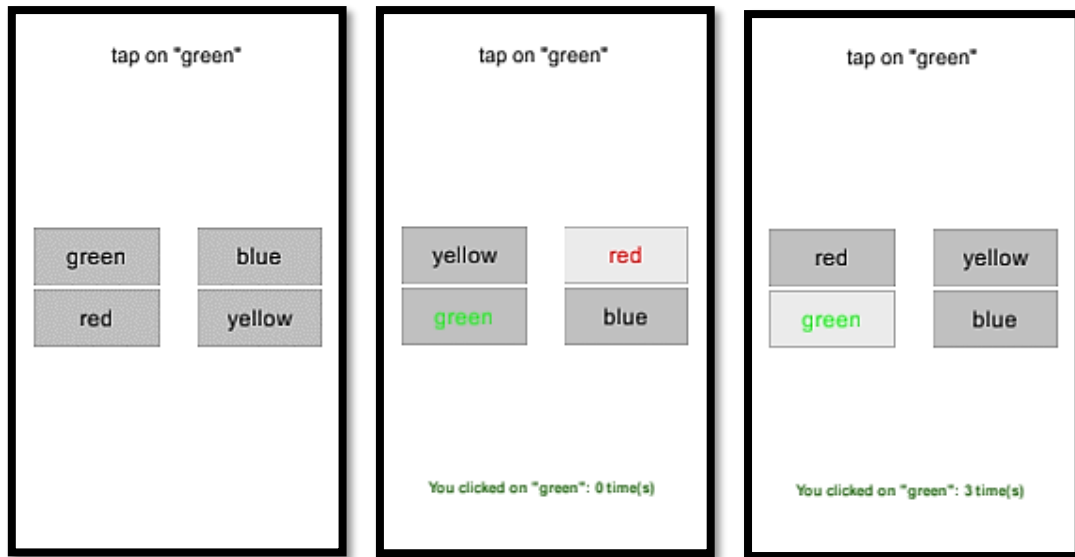 tap on "green"
green
blue
red
yellow
tap on "green"
yellow
red
green
blue
You clicked on "green": 0 time(s)
tap on "green"
red
yellow
green
blue
You clicked on "green": 3 time(s)